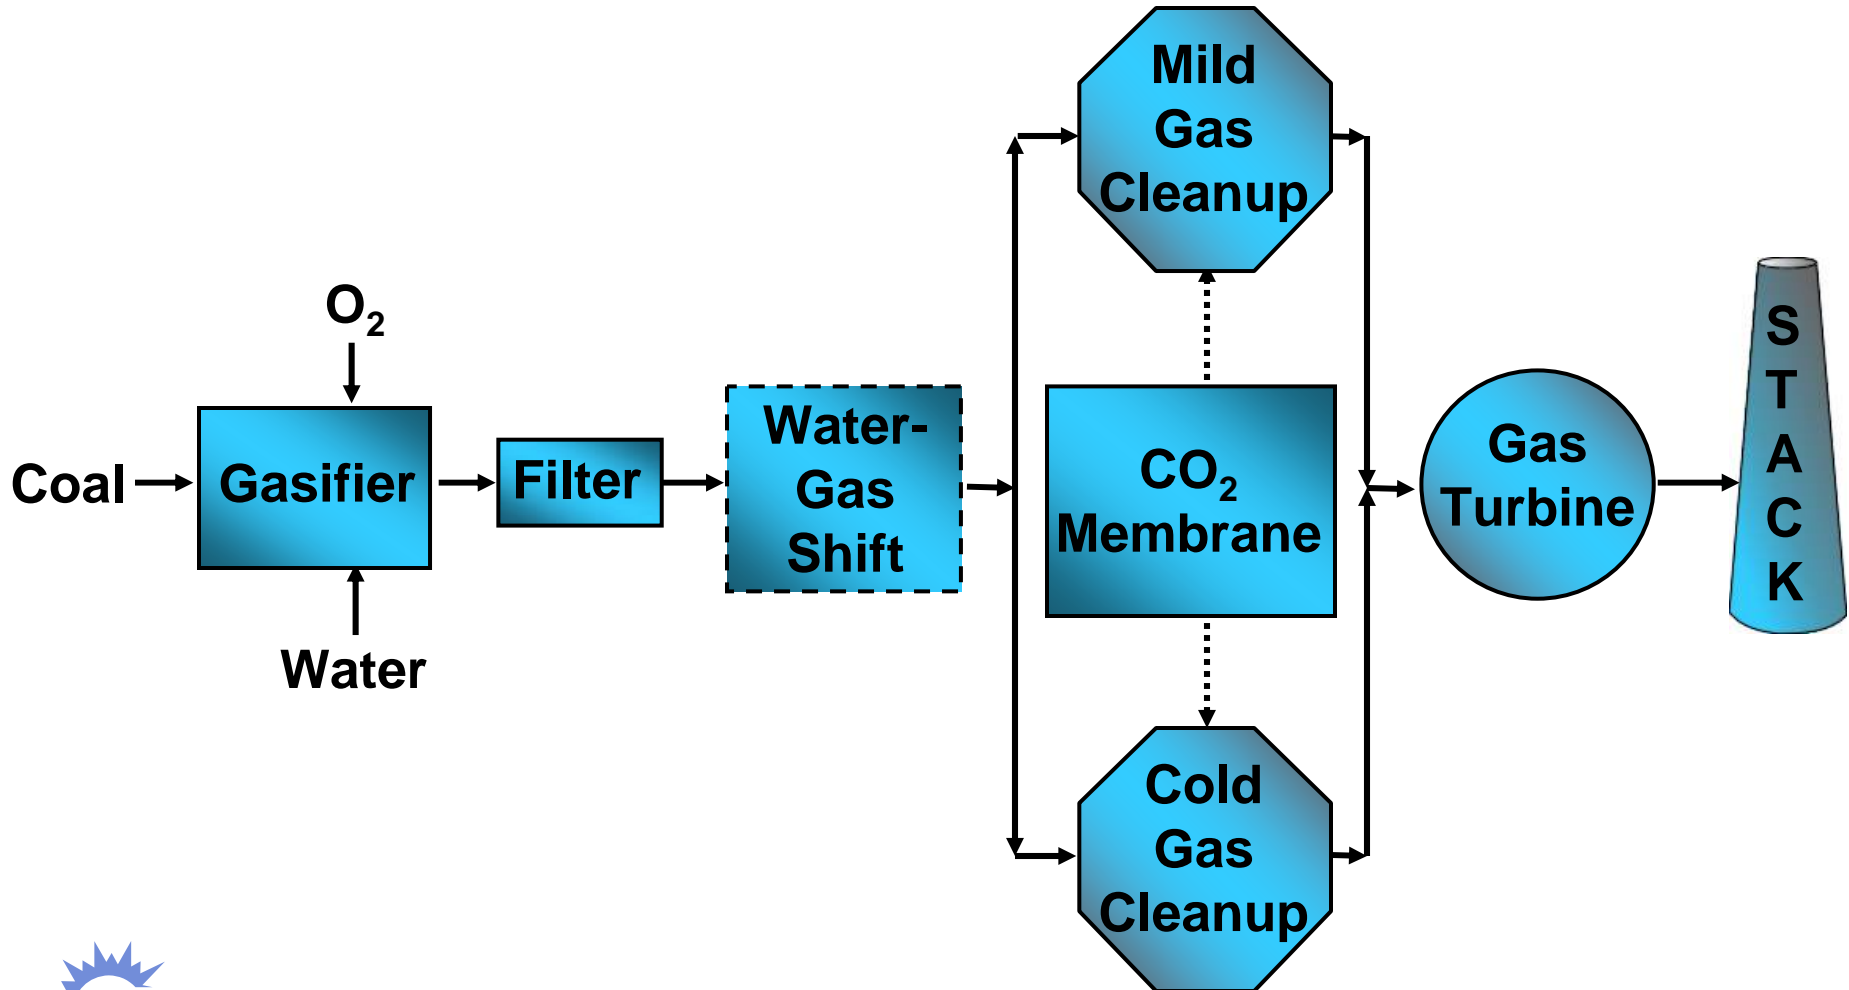 Coal
O2
Water
Gasifier
Filter
Water-
Gas
Shift
Mild
Gas
Cleanup
CO2
Membrane
Cold
Gas
Cleanup
Gas
Turbine
S
T
A
C
K